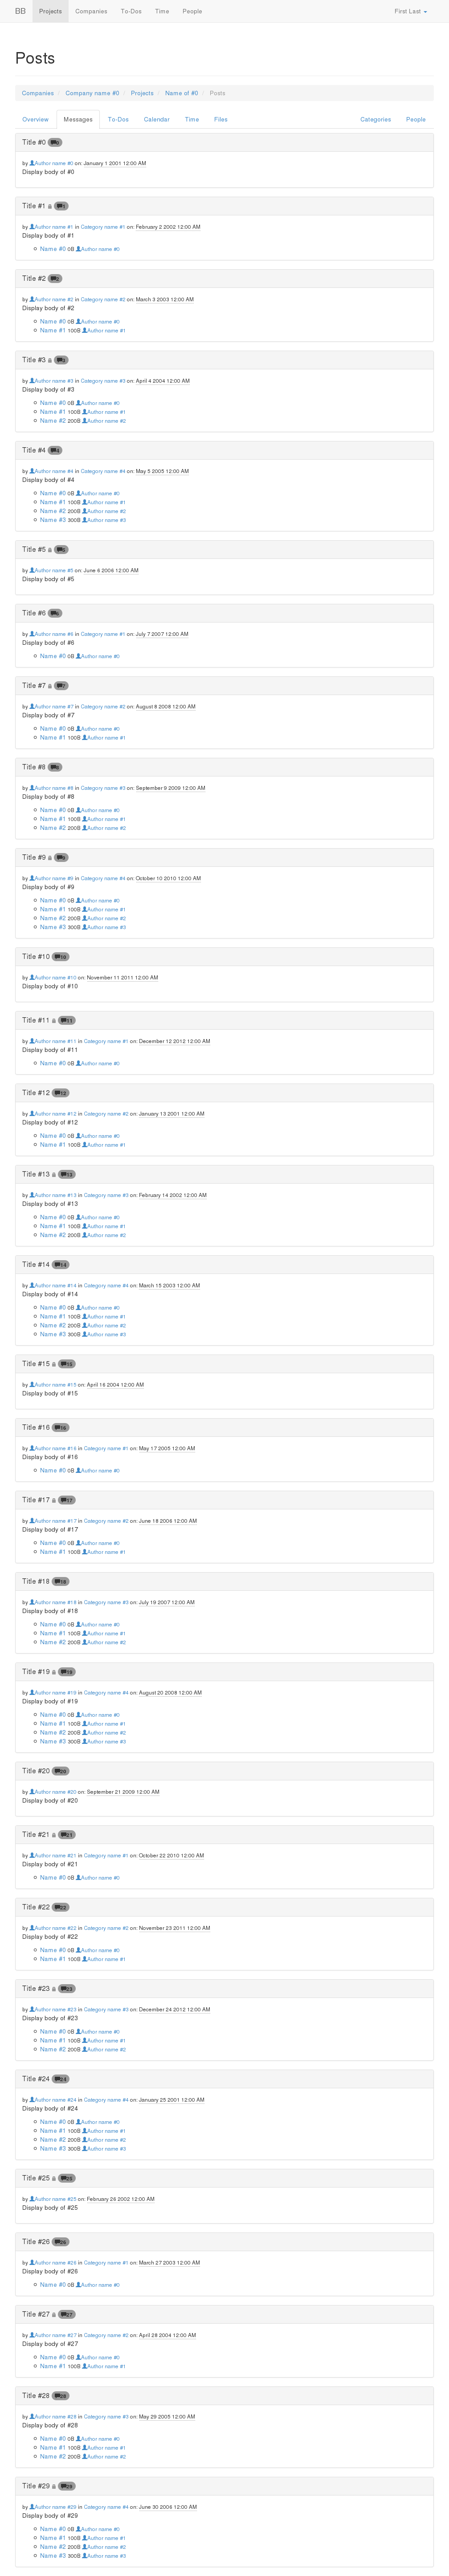 BB Projects Companies To-Dos Time People First Last
Posts
Companies / Company name #0 / Projects / Name of #0 / Posts
Overview Messages To-Dos Calendar Time Files Categories People
Title #0 0
by Author name #0 on: January 1 2001 12:00 AM
Display body of #0
Title #1 1
by Author name #1 in Category name #1 on: February 2 2002 12:00 AM
Display body of #1
Name #0 0B Author name #0
Title #2 2
by Author name #2 in Category name #2 on: March 3 2003 12:00 AM
Display body of #2
Name #0 0B Author name #0
Name #1 100B Author name #1
Title #3 3
by Author name #3 in Category name #3 on: April 4 2004 12:00 AM
Display body of #3
Name #0 0B Author name #0
Name #1 100B Author name #1
Name #2 200B Author name #2
Title #4 4
by Author name #4 in Category name #4 on: May 5 2005 12:00 AM
Display body of #4
Name #0 0B Author name #0
Name #1 100B Author name #1
Name #2 200B Author name #2
Name #3 300B Author name #3
Title #5 5
by Author name #5 on: June 6 2006 12:00 AM
Display body of #5
Title #6 6
by Author name #6 in Category name #1 on: July 7 2007 12:00 AM
Display body of #6
Name #0 0B Author name #0
Title #7 7
by Author name #7 in Category name #2 on: August 8 2008 12:00 AM
Display body of #7
Name #0 0B Author name #0
Name #1 100B Author name #1
Title #8 8
by Author name #8 in Category name #3 on: September 9 2009 12:00 AM
Display body of #8
Name #0 0B Author name #0
Name #1 100B Author name #1
Name #2 200B Author name #2
Title #9 9
by Author name #9 in Category name #4 on: October 10 2010 12:00 AM
Display body of #9
Name #0 0B Author name #0
Name #1 100B Author name #1
Name #2 200B Author name #2
Name #3 300B Author name #3
Title #10 10
by Author name #10 on: November 11 2011 12:00 AM
Display body of #10
Title #11 11
by Author name #11 in Category name #1 on: December 12 2012 12:00 AM
Display body of #11
Name #0 0B Author name #0
Title #12 12
by Author name #12 in Category name #2 on: January 13 2001 12:00 AM
Display body of #12
Name #0 0B Author name #0
Name #1 100B Author name #1
Title #13 13
by Author name #13 in Category name #3 on: February 14 2002 12:00 AM
Display body of #13
Name #0 0B Author name #0
Name #1 100B Author name #1
Name #2 200B Author name #2
Title #14 14
by Author name #14 in Category name #4 on: March 15 2003 12:00 AM
Display body of #14
Name #0 0B Author name #0
Name #1 100B Author name #1
Name #2 200B Author name #2
Name #3 300B Author name #3
Title #15 15
by Author name #15 on: April 16 2004 12:00 AM
Display body of #15
Title #16 16
by Author name #16 in Category name #1 on: May 17 2005 12:00 AM
Display body of #16
Name #0 0B Author name #0
Title #17 17
by Author name #17 in Category name #2 on: June 18 2006 12:00 AM
Display body of #17
Name #0 0B Author name #0
Name #1 100B Author name #1
Title #18 18
by Author name #18 in Category name #3 on: July 19 2007 12:00 AM
Display body of #18
Name #0 0B Author name #0
Name #1 100B Author name #1
Name #2 200B Author name #2
Title #19 19
by Author name #19 in Category name #4 on: August 20 2008 12:00 AM
Display body of #19
Name #0 0B Author name #0
Name #1 100B Author name #1
Name #2 200B Author name #2
Name #3 300B Author name #3
Title #20 20
by Author name #20 on: September 21 2009 12:00 AM
Display body of #20
Title #21 21
by Author name #21 in Category name #1 on: October 22 2010 12:00 AM
Display body of #21
Name #0 0B Author name #0
Title #22 22
by Author name #22 in Category name #2 on: November 23 2011 12:00 AM
Display body of #22
Name #0 0B Author name #0
Name #1 100B Author name #1
Title #23 23
by Author name #23 in Category name #3 on: December 24 2012 12:00 AM
Display body of #23
Name #0 0B Author name #0
Name #1 100B Author name #1
Name #2 200B Author name #2
Title #24 24
by Author name #24 in Category name #4 on: January 25 2001 12:00 AM
Display body of #24
Name #0 0B Author name #0
Name #1 100B Author name #1
Name #2 200B Author name #2
Name #3 300B Author name #3
Title #25 25
by Author name #25 on: February 26 2002 12:00 AM
Display body of #25
Title #26 26
by Author name #26 in Category name #1 on: March 27 2003 12:00 AM
Display body of #26
Name #0 0B Author name #0
Title #27 27
by Author name #27 in Category name #2 on: April 28 2004 12:00 AM
Display body of #27
Name #0 0B Author name #0
Name #1 100B Author name #1
Title #28 28
by Author name #28 in Category name #3 on: May 29 2005 12:00 AM
Display body of #28
Name #0 0B Author name #0
Name #1 100B Author name #1
Name #2 200B Author name #2
Title #29 29
by Author name #29 in Category name #4 on: June 30 2006 12:00 AM
Display body of #29
Name #0 0B Author name #0
Name #1 100B Author name #1
Name #2 200B Author name #2
Name #3 300B Author name #3